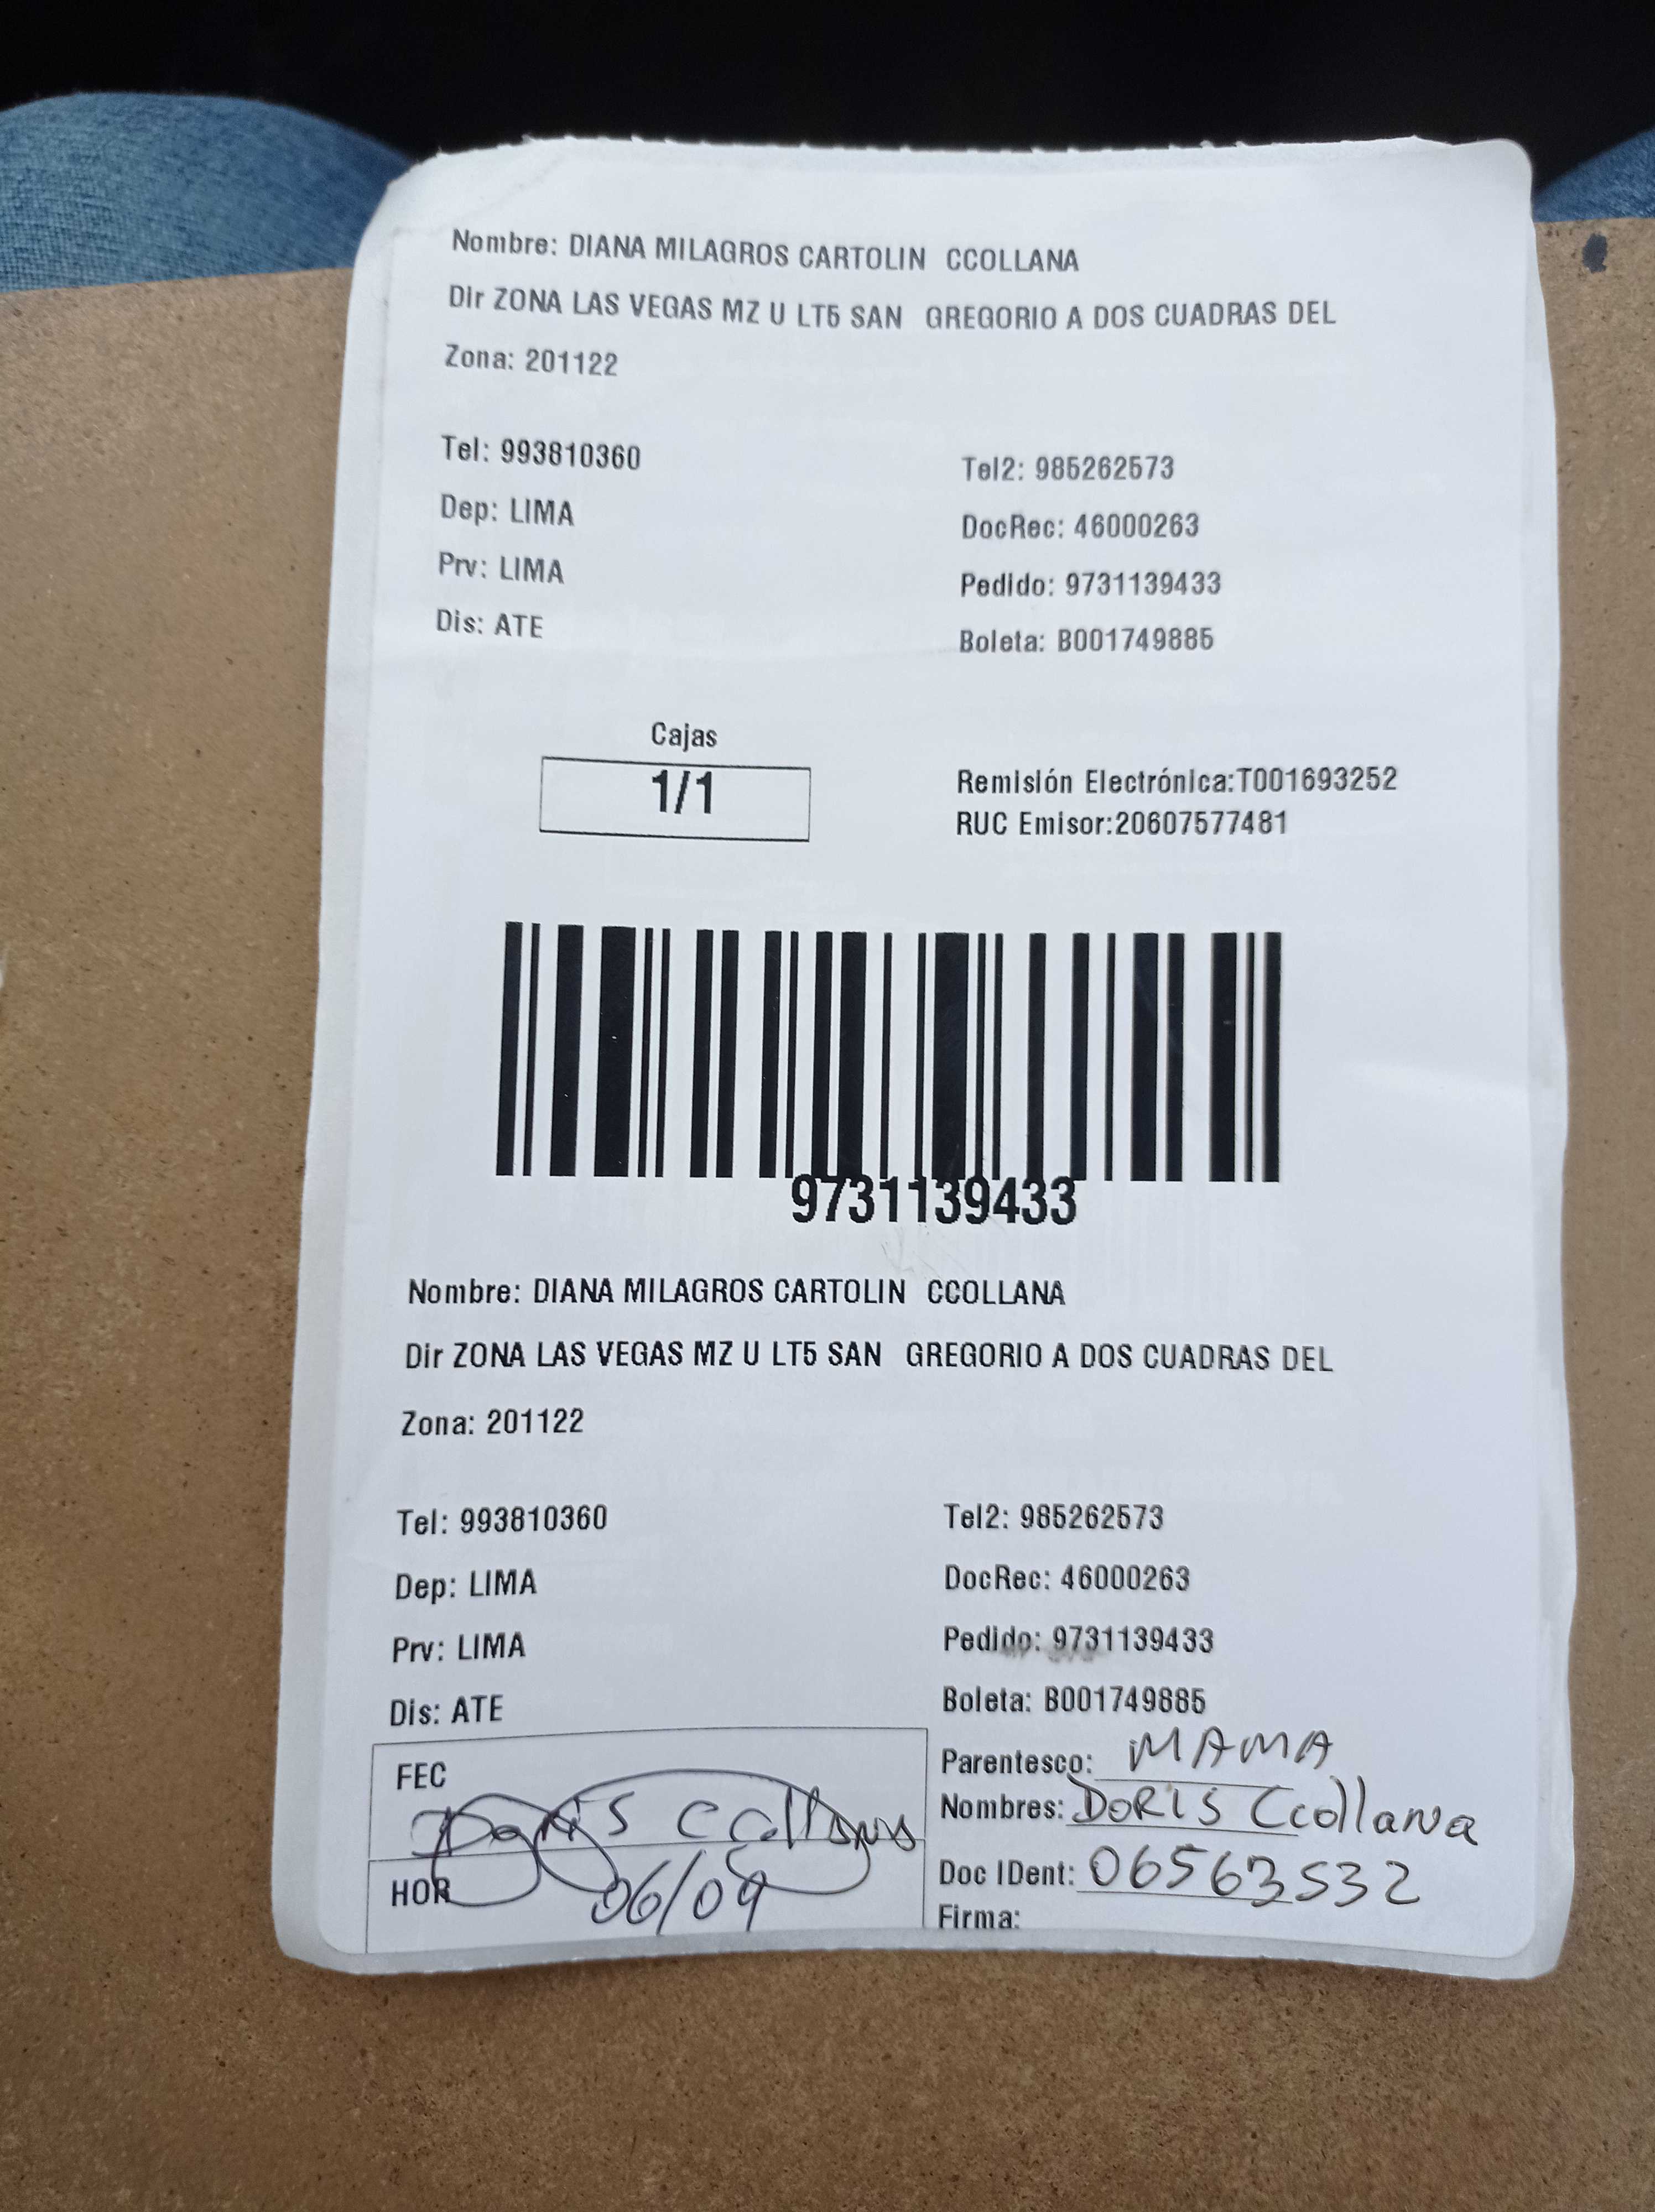 Nombre: DIANA MILAGROS CARTOLIN CCOLLANA
Dir ZONA LAS VEGAS MZ U LT5 SAN GREGORIO A DOS CUADRAS DEL
Zona: 201122
Tel: 993810360 Tel2: 985262573
Dep: LIMA DocRec: 46000263
Prv: LIMA Pedido: 9731139433
Dis: ATE Boleta: B001749885
Cajas
1/1
Remisión Electrónica:T001693252
RUC Emisor:20607577481
9731139433
Nombre: DIANA MILAGROS CARTOLIN CCOLLANA
Dir ZONA LAS VEGAS MZ U LT5 SAN GREGORIO A DOS CUADRAS DEL
Zona: 201122
Tel: 993810360 Tel2: 985262573
Dep: LIMA DocRec: 46000263
Prv: LIMA Pedido: 9731139433
Dis: ATE Boleta: B001749885
FEC Parentesco: MAMA
Doris Ccollana Nombres: DORIS Ccollana
HOR 06/09 Doc IDent: 06563532
Firma: